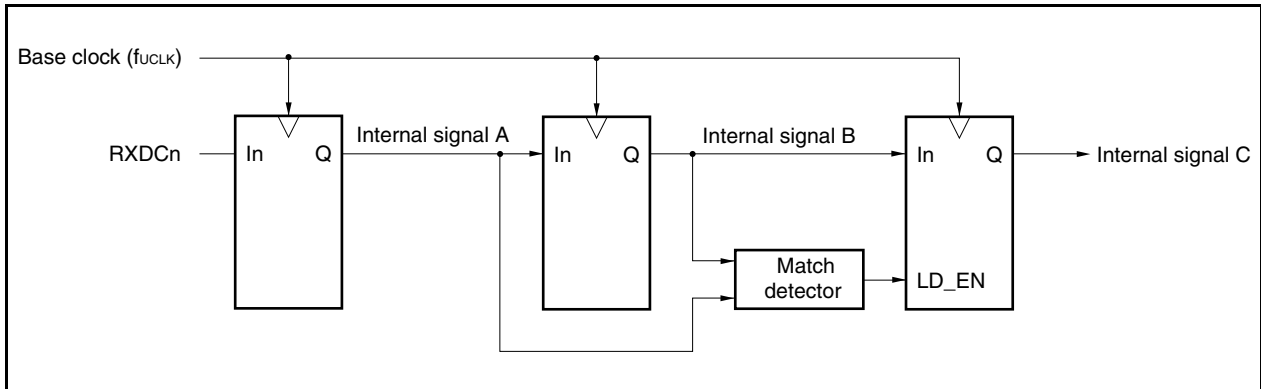 Base clock (fUCLK)
RXDCn
In
Q
Internal signal A
In
Q
Internal signal B
In
Q
Internal signal C
Match
detector
LD_EN